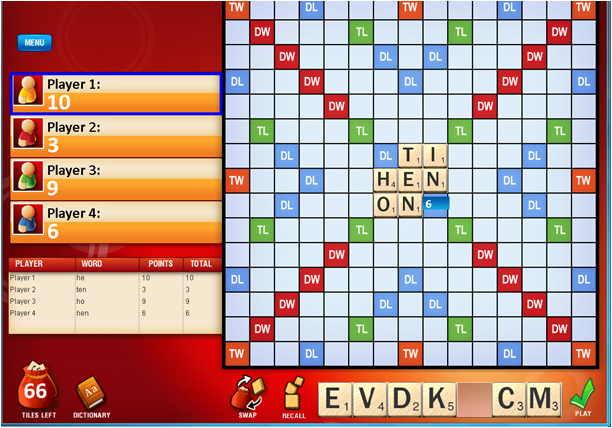 MENU
Player 1:
10
Player 2:
3
Player 3:
9
Player 4:
6
PLAYER WORD POINTS TOTAL
Player 1 he 10 10
Player 2 ten 3 3
Player 3 ho 9 9
Player 4 hen 6 6
66
TILES LEFT
Aa
DICTIONARY
TW DL TW DL TW
DW TL TL DW
DW DL DL DW
DL DW DL DW DL
DW DW
TL TL TL TL
DL DL T1 I1 DL
TW DL H4 E1 N1 DL TW
DL O1 N1 6 DL
TL TL TL TL
DW DW
DL DW DL DW DL
DW DL DL DW
DW TL TL DW
TW DL TW DL TW
SWAP
RECALL
E1 V4 D2 K5 C3 M3
PLAY